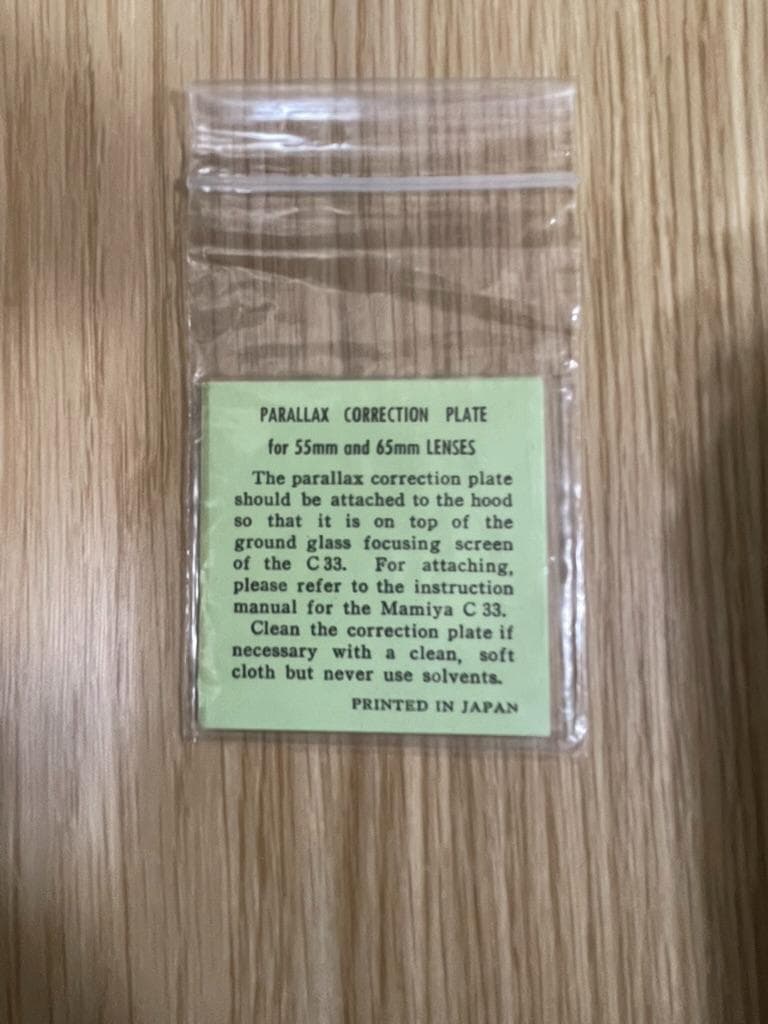 PARALLAX CORRECTION PLATE
for 55mm and 65mm LENSES
The parallax correction plate
should be attached to the hood
so that it is on top of the
ground glass focusing screen
of the C 33. For attaching,
please refer to the instruction
manual for the Mamiya C 33.
Clean the correction plate if
necessary with a clean, soft
cloth but never use solvents.
PRINTED IN JAPAN